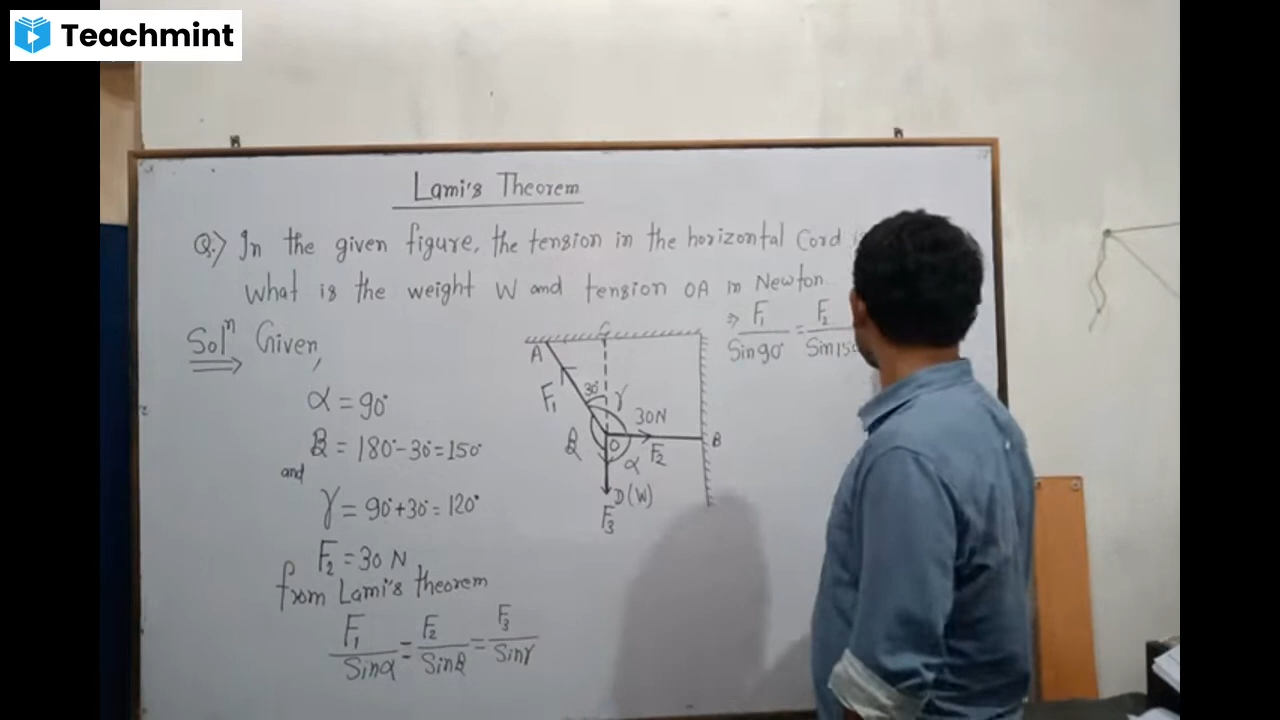 Teachmint
Lami's Theorem
Q.> In the given figure, the tension in the horizontal Cord
What is the weight W and tension OA in Newton
Solⁿ Given,
α = 90°
β = 180° - 30° = 150°
and
γ = 90° + 30° = 120°
F₂ = 30 N
from Lami's theorem
F₁/Sinα = F₂/Sinβ = F₃/Sinγ
C
A
30°
F₁
γ
30N
β
O
B
α
F₂
D(W)
F₃
⇒ F₁/Sin90° = F₂/Sin150